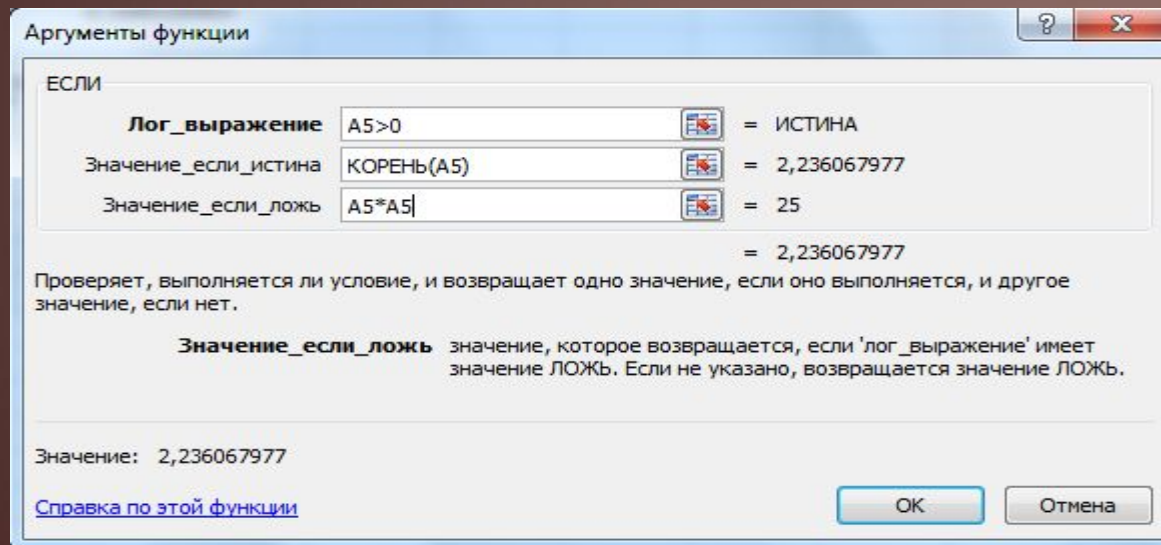 Аргументы функции
ЕСЛИ
Лог_выражение A5>0 = ИСТИНА
Значение_если_истина КОРЕНЬ(A5) = 2,236067977
Значение_если_ложь A5*A5 = 25
= 2,236067977
Проверяет, выполняется ли условие, и возвращает одно значение, если оно выполняется, и другое
значение, если нет.
Значение_если_ложь значение, которое возвращается, если 'лог_выражение' имеет
значение ЛОЖЬ. Если не указано, возвращается значение ЛОЖЬ.
Значение: 2,236067977
Справка по этой функции
ОК
Отмена